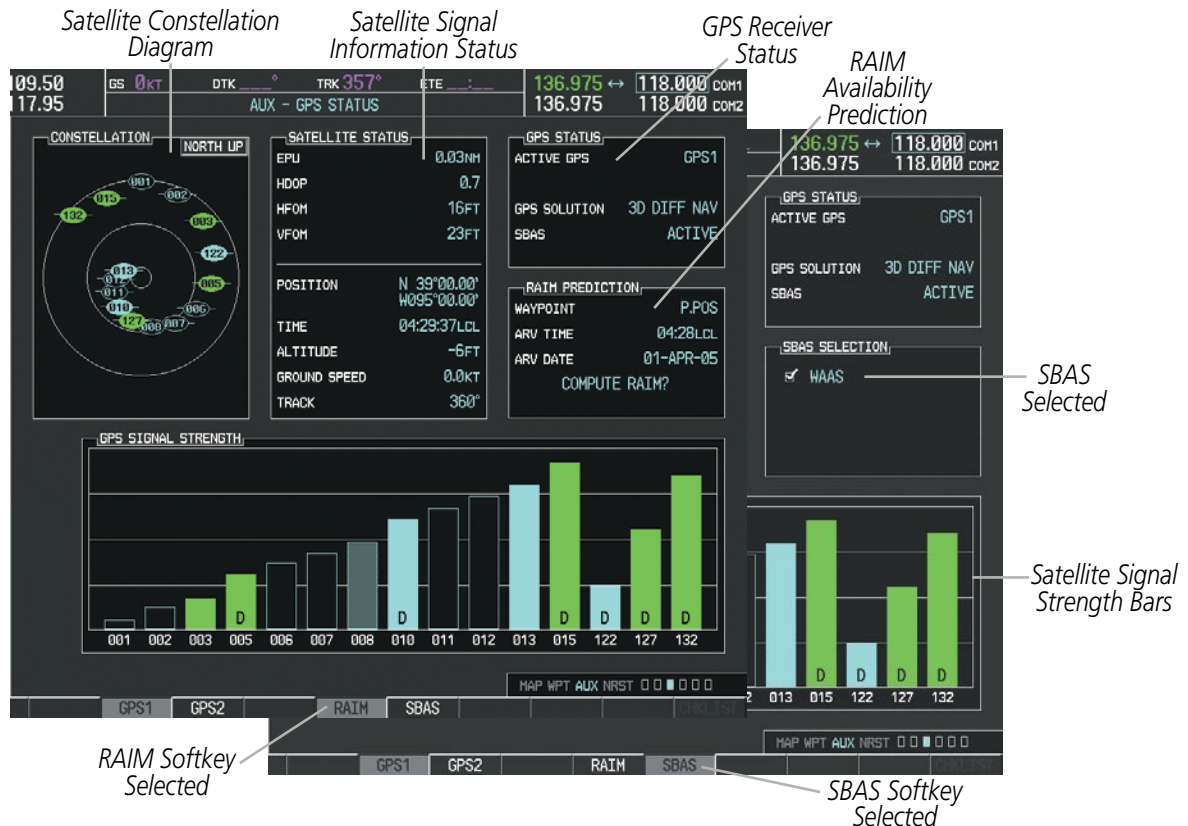 Satellite Constellation
Diagram
Satellite Signal
Information Status
GPS Receiver
Status
RAIM
Availability
Prediction
109.50
117.95
GS 0KT
DTK ___°
TRK 357°
ETE __:__
136.975 ↔ 118.000 COM1
136.975 118.000 COM2
AUX - GPS STATUS
CONSTELLATION
NORTH UP
001
002
015
132
003
122
005
013
012
011
010
006
127
008
007
SATELLITE STATUS
EPU 0.03NM
HDOP 0.7
HFOM 16FT
VFOM 23FT
POSITION N 39°00.00'
W095°00.00'
TIME 04:29:37LCL
ALTITUDE -6FT
GROUND SPEED 0.0KT
TRACK 360°
GPS STATUS
ACTIVE GPS GPS1
GPS SOLUTION 3D DIFF NAV
SBAS ACTIVE
RAIM PREDICTION
WAYPOINT P.POS
ARV TIME 04:28LCL
ARV DATE 01-APR-05
COMPUTE RAIM?
GPS SIGNAL STRENGTH
D D D D D D
001 002 003 005 006 007 008 010 011 012 013 015 122 127 132
MAP WPT AUX NRST
GPS1 GPS2 RAIM SBAS CHKLIST
136.975 ↔ 118.000 COM1
136.975 118.000 COM2
GPS STATUS
ACTIVE GPS GPS1
GPS SOLUTION 3D DIFF NAV
SBAS ACTIVE
SBAS SELECTION
WAAS
SBAS
Selected
D D D D
2 013 015 122 127 132
Satellite Signal
Strength Bars
MAP WPT AUX NRST
GPS1 GPS2 RAIM SBAS CHKLIST
RAIM Softkey
Selected
SBAS Softkey
Selected